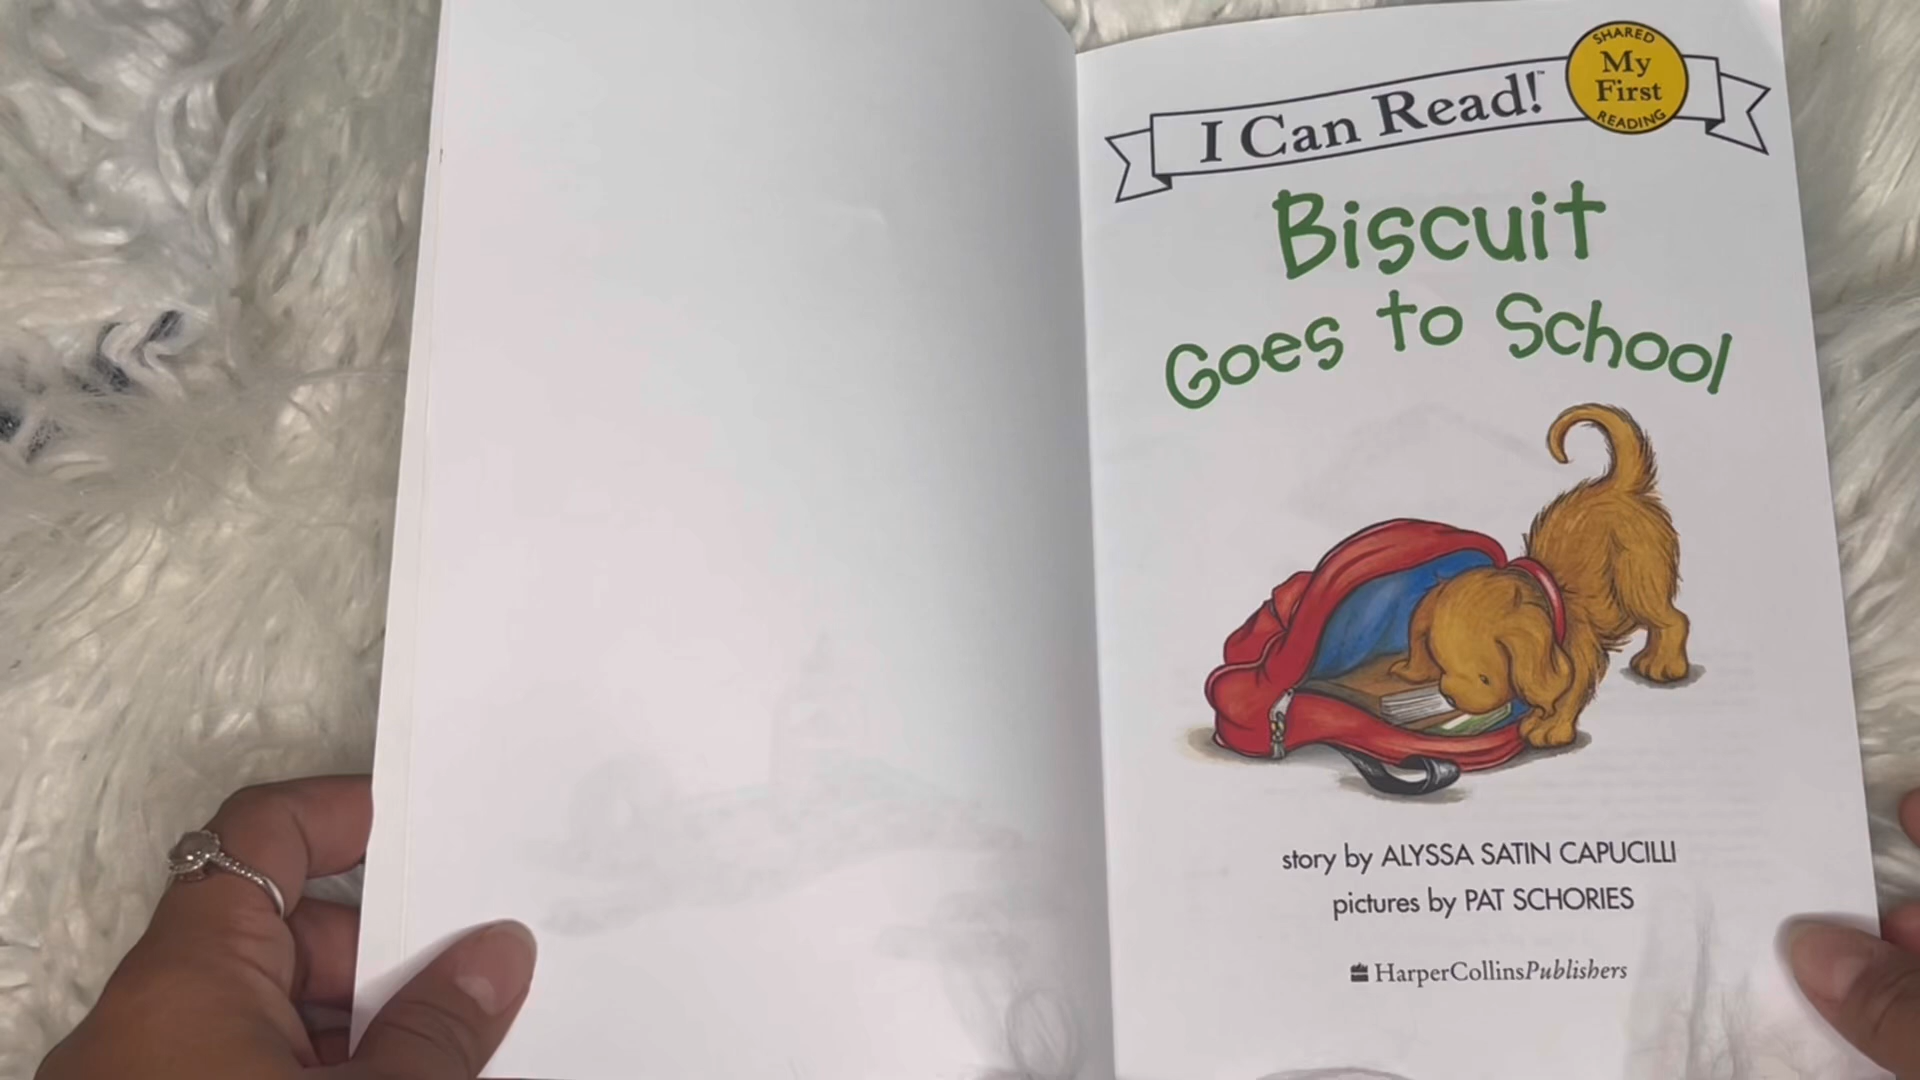 I Can Read!™
SHARED
My
First
READING
Biscuit
Goes to School
story by ALYSSA SATIN CAPUCILLI
pictures by PAT SCHORIES
HarperCollinsPublishers